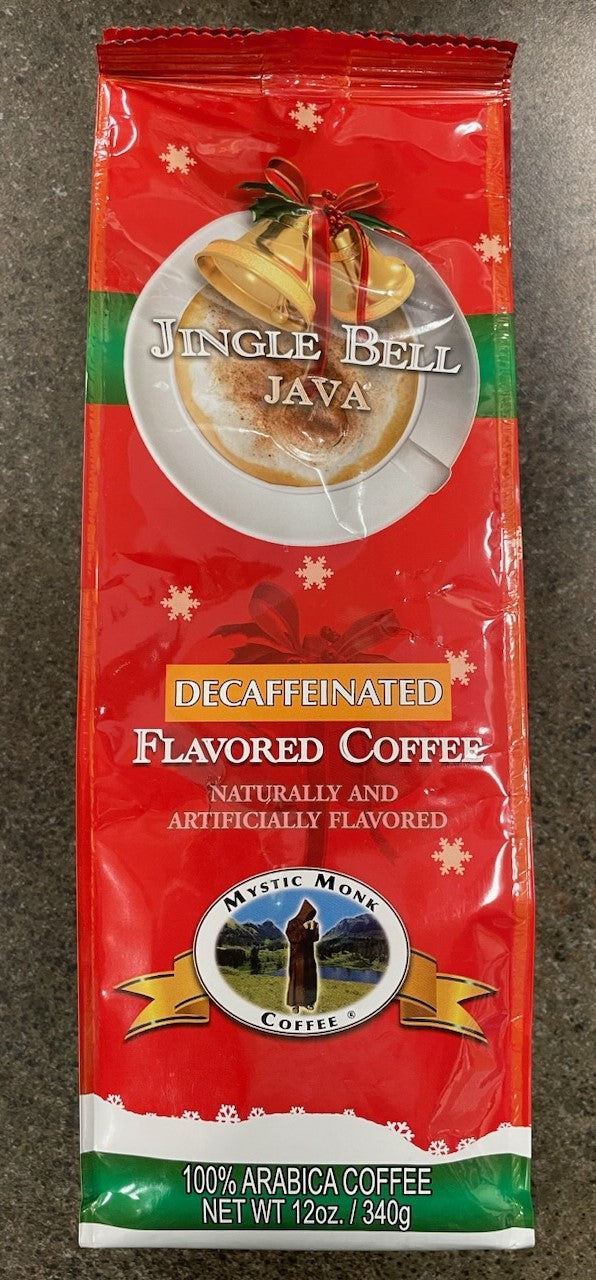 JINGLE BELL
JAVA
DECAFFEINATED
FLAVORED COFFEE
NATURALLY AND
ARTIFICIALLY FLAVORED
MYSTIC MONK
COFFEE ®
100% ARABICA COFFEE
NET WT 12oz. / 340g